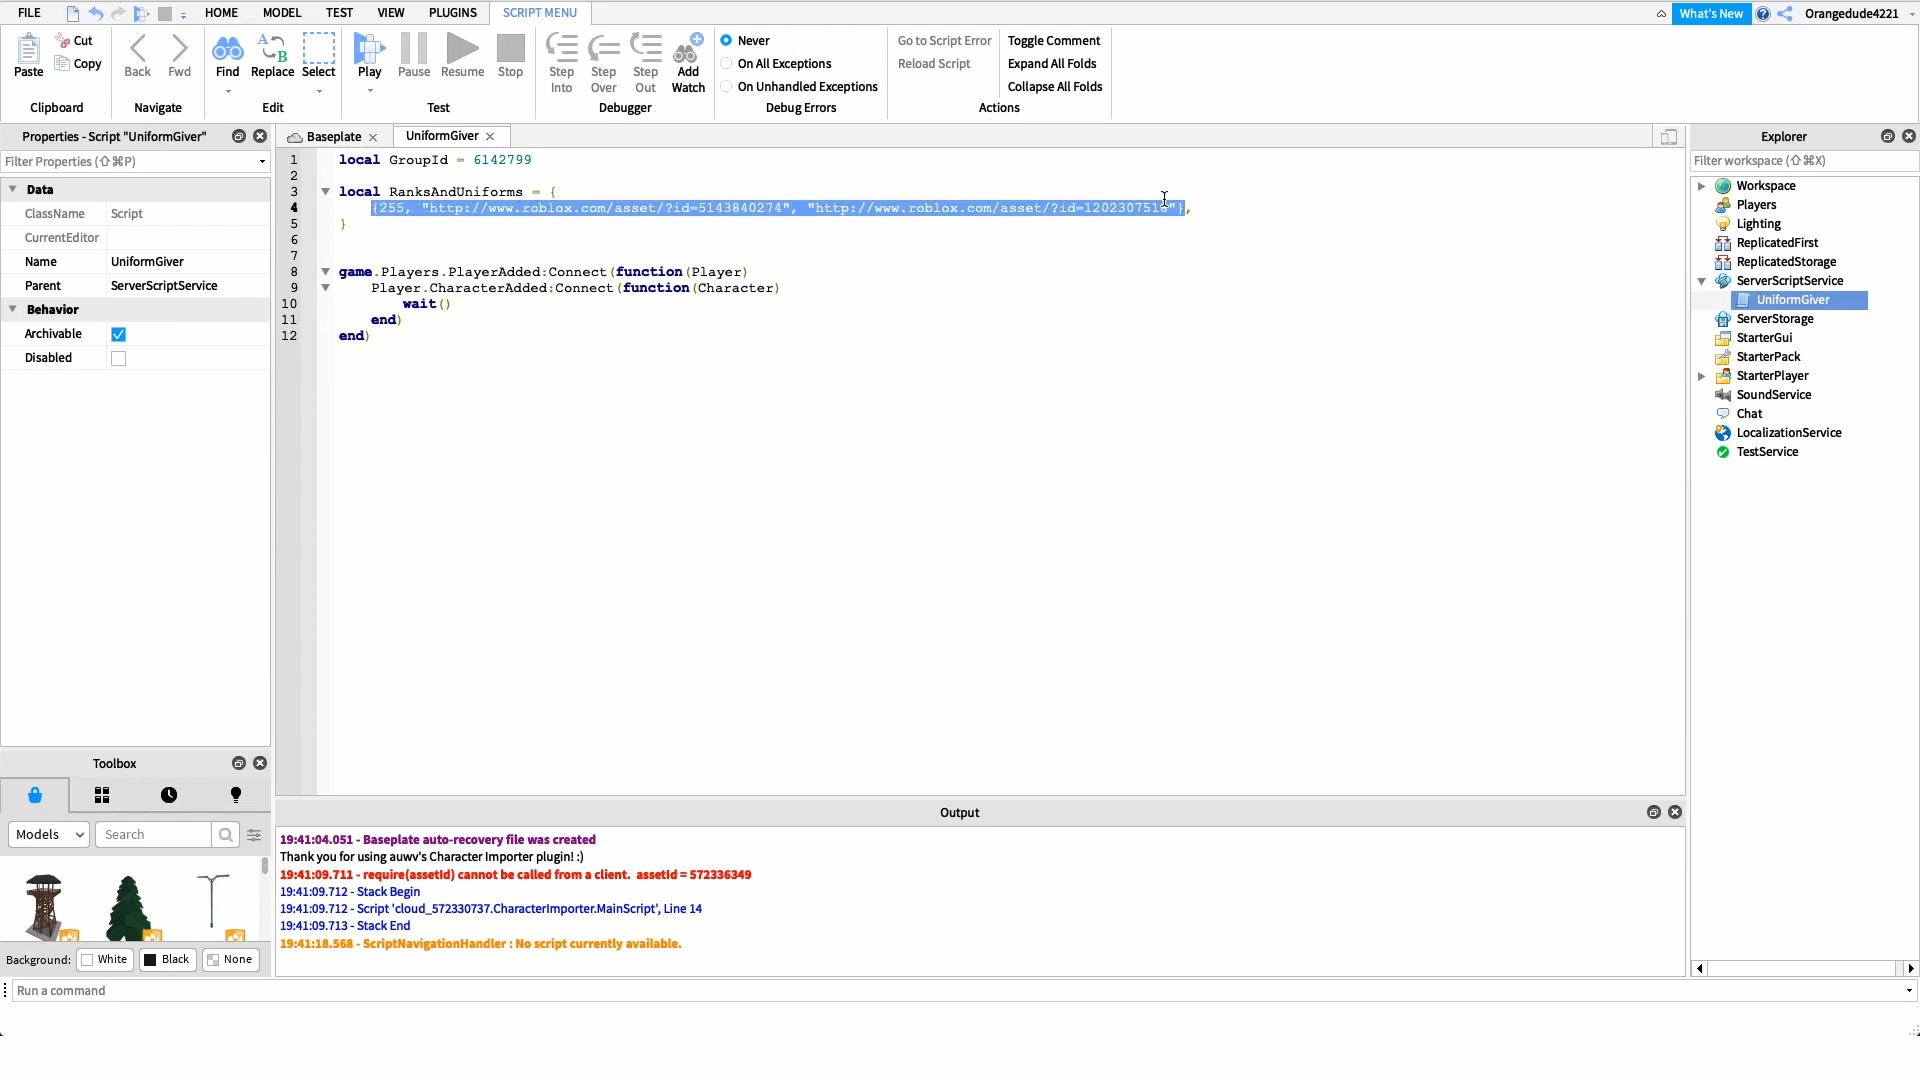 FILE HOME MODEL TEST VIEW PLUGINS SCRIPT MENU What's New Orangedude4221
Paste Cut Copy Back Fwd Find Replace Select Play Pause Resume Stop Step Into Step Over Step Out Add Watch
Never Go to Script Error Toggle Comment
On All Exceptions Reload Script Expand All Folds
On Unhandled Exceptions Collapse All Folds
Clipboard Navigate Edit Test Debugger Debug Errors Actions
Properties - Script "UniformGiver"
Filter Properties (⇧⌘P)
Data
ClassName Script
CurrentEditor
Name UniformGiver
Parent ServerScriptService
Behavior
Archivable
Disabled
Baseplate UniformGiver
1 local GroupId = 6142799
2
3 local RanksAndUniforms = {
4 {255, "http://www.roblox.com/asset/?id=5143840274", "http://www.roblox.com/asset/?id=1202307516"},
5 }
6
7
8 game.Players.PlayerAdded:Connect(function(Player)
9 Player.CharacterAdded:Connect(function(Character)
10 wait()
11 end)
12 end)
Explorer
Filter workspace (⇧⌘X)
Workspace
Players
Lighting
ReplicatedFirst
ReplicatedStorage
ServerScriptService
UniformGiver
ServerStorage
StarterGui
StarterPack
StarterPlayer
SoundService
Chat
LocalizationService
TestService
Toolbox
Models Search
Background: White Black None
Output
19:41:04.051 - Baseplate auto-recovery file was created
Thank you for using auwv's Character Importer plugin! :)
19:41:09.711 - require(assetId) cannot be called from a client. assetId = 572336349
19:41:09.712 - Stack Begin
19:41:09.712 - Script 'cloud_572330737.CharacterImporter.MainScript', Line 14
19:41:09.713 - Stack End
19:41:18.568 - ScriptNavigationHandler : No script currently available.
Run a command